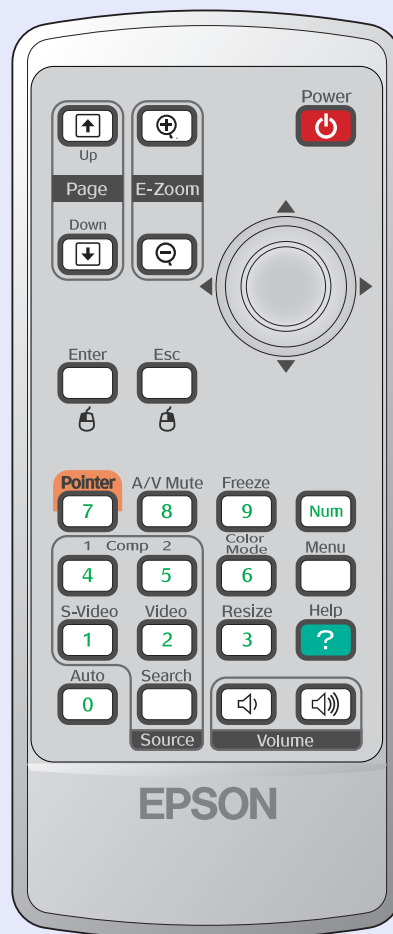 Power
Up
Page E-Zoom
Down
Enter Esc
Pointer A/V Mute Freeze
7 8 9 Num
1 Comp 2 Color Mode Menu
4 5 6
S-Video Video Resize Help
1 2 3 ?
Auto Search
0
Source Volume
EPSON